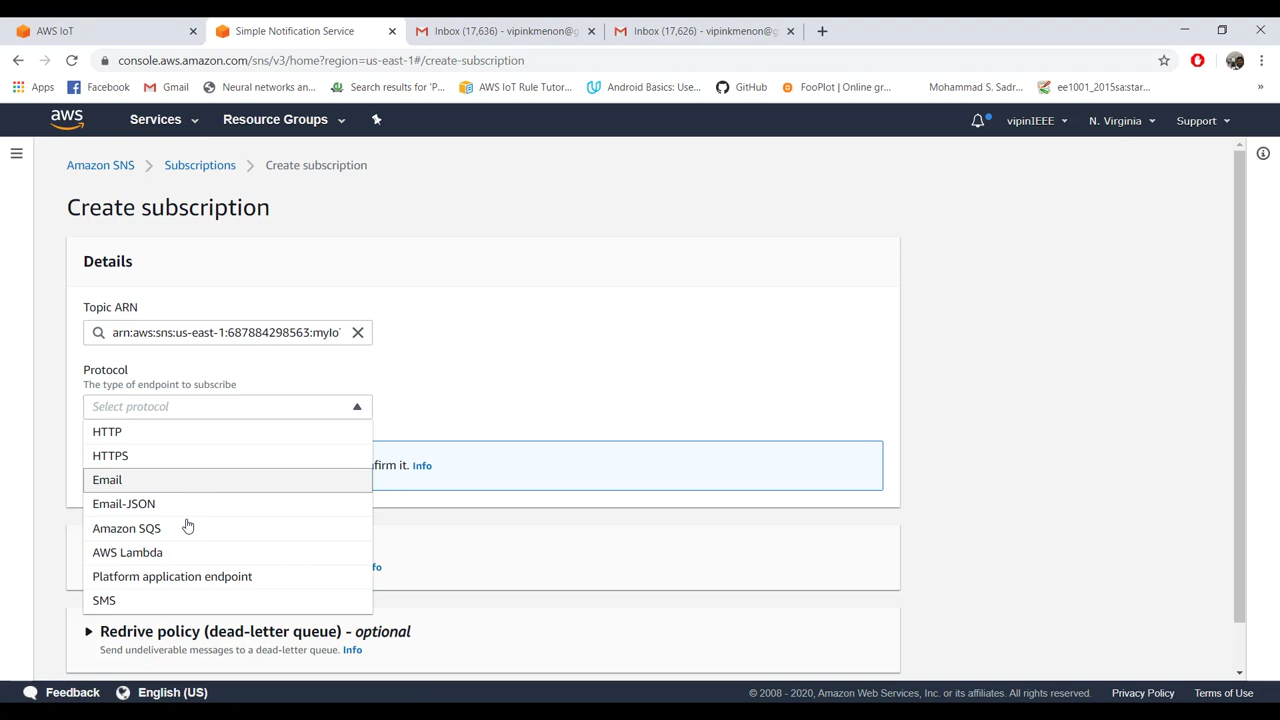 AWS IoT
Simple Notification Service
Inbox (17,636) - vipinkmenon@g
Inbox (17,626) - vipinkmenon@g
console.aws.amazon.com/sns/v3/home?region=us-east-1#/create-subscription
Apps
Facebook
Gmail
Neural networks an...
Search results for 'P...
AWS IoT Rule Tutor...
Android Basics: Use...
GitHub
FooPlot | Online gr...
Mohammad S. Sadr...
ee1001_2015sa:star...
aws
Services
Resource Groups
vipinIEEE
N. Virginia
Support
Amazon SNS
Subscriptions
Create subscription
Create subscription
Details
Topic ARN
arn:aws:sns:us-east-1:687884298563:myIo
Protocol
The type of endpoint to subscribe
Select protocol
HTTP
HTTPS
Email
firm it. Info
Email-JSON
Amazon SQS
AWS Lambda
fo
Platform application endpoint
SMS
Redrive policy (dead-letter queue) - optional
Send undeliverable messages to a dead-letter queue. Info
Feedback
English (US)
© 2008 - 2020, Amazon Web Services, Inc. or its affiliates. All rights reserved.
Privacy Policy
Terms of Use